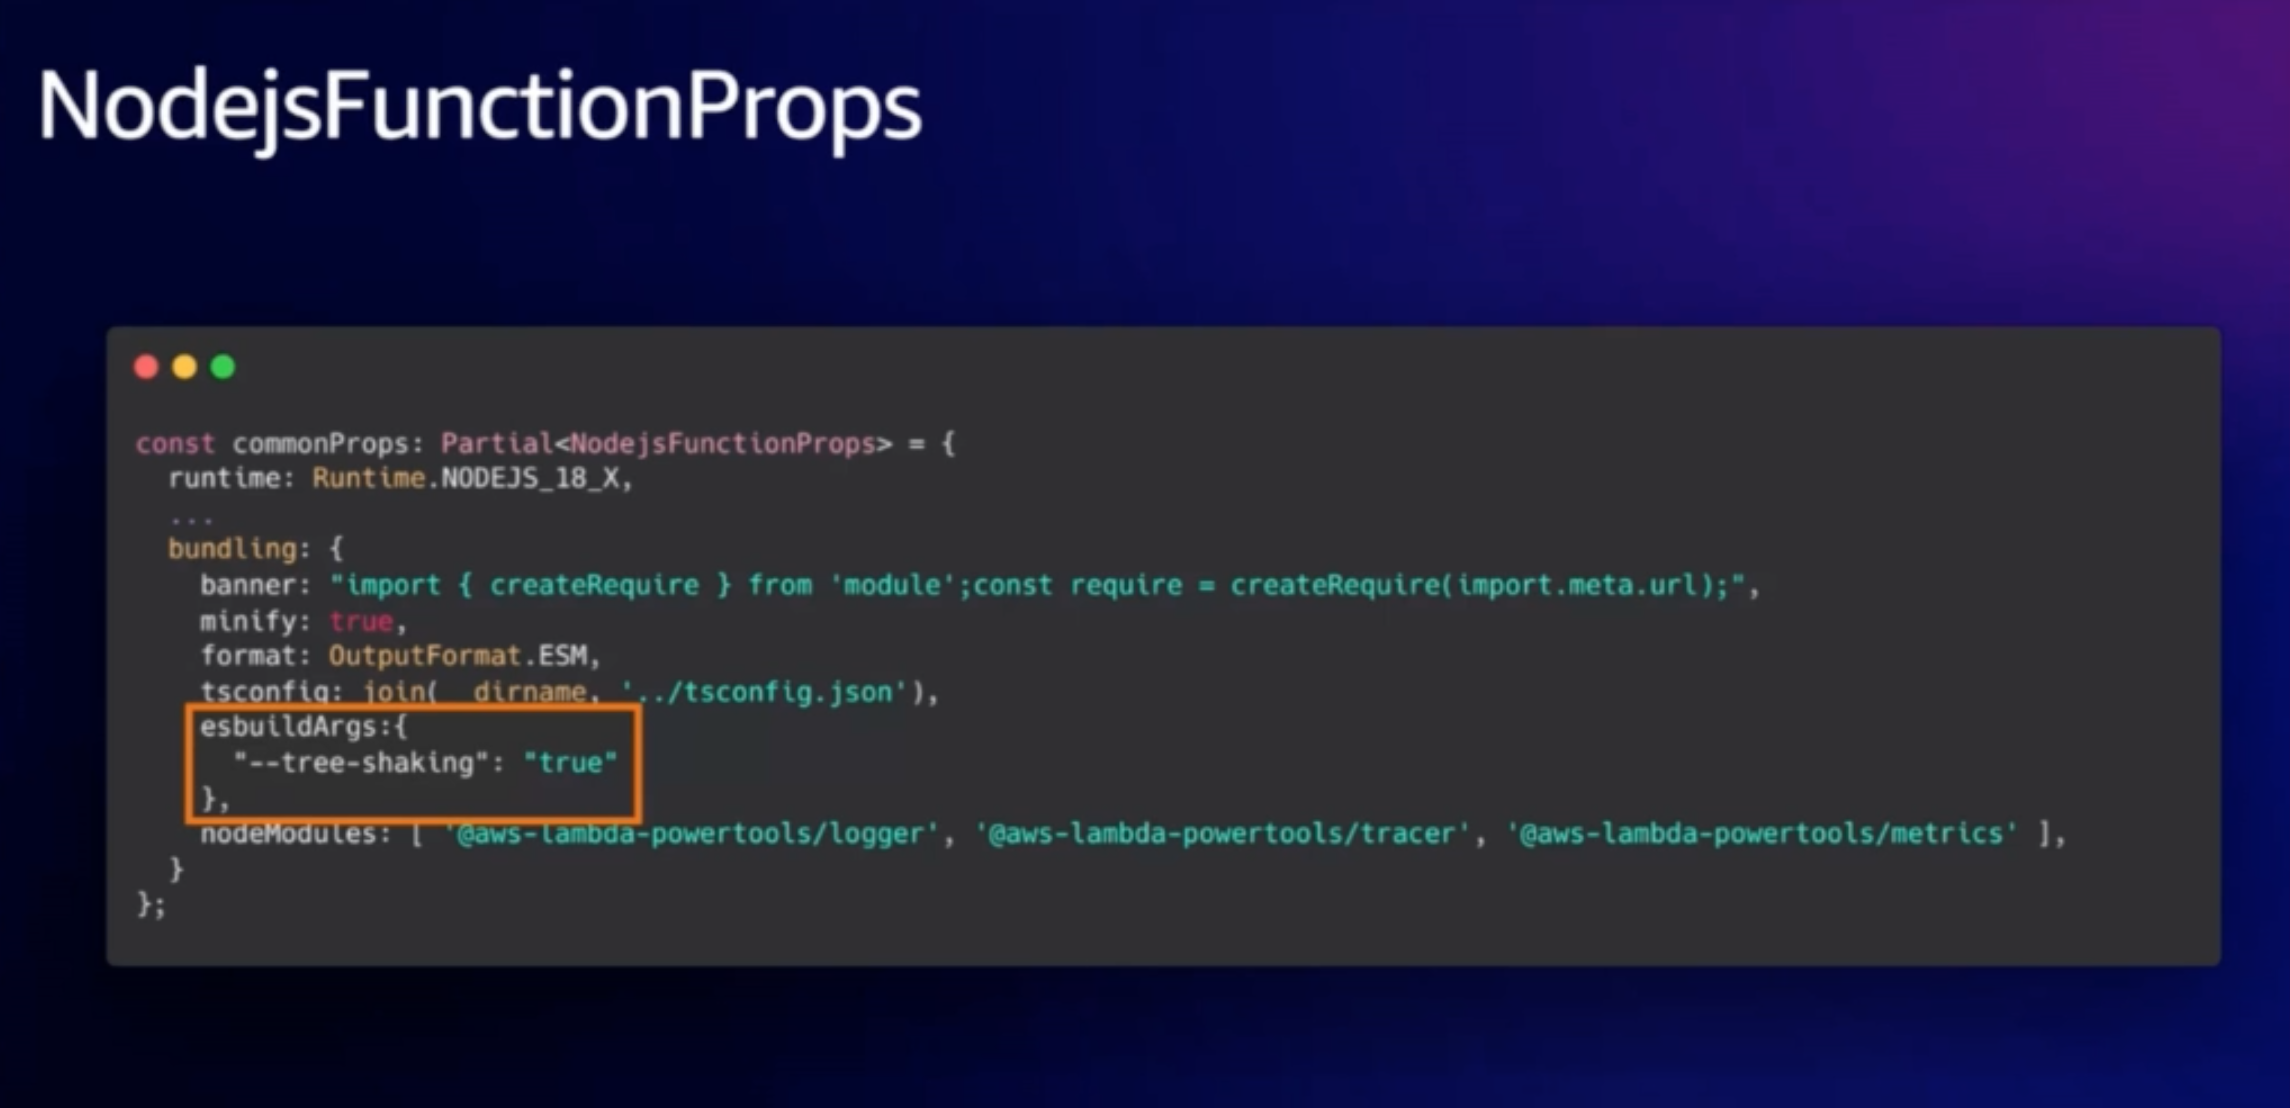 NodejsFunctionProps
const commonProps: Partial<NodejsFunctionProps> = {
runtime: Runtime.NODEJS_18_X,
...
bundling: {
banner: "import { createRequire } from 'module';const require = createRequire(import.meta.url);",
minify: true,
format: OutputFormat.ESM,
tsconfig: join(__dirname, '../tsconfig.json'),
esbuildArgs:{
"--tree-shaking": "true"
},
nodeModules: [ '@aws-lambda-powertools/logger', '@aws-lambda-powertools/tracer', '@aws-lambda-powertools/metrics' ],
}
};